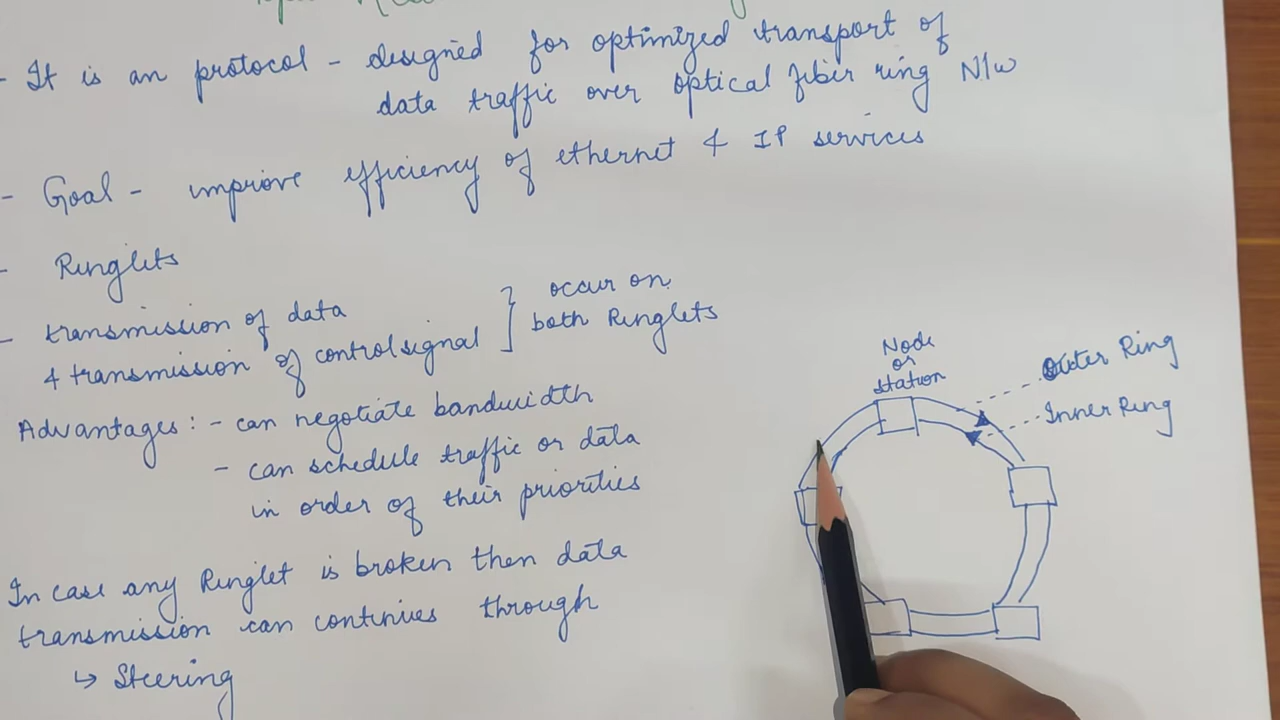 - It is an protocol - designed for optimized transport of
data traffic over optical fiber ring N/w
- Goal - improve efficiency of ethernet & IP services
- Ringlets
- transmission of data
& transmission of control signal } occur on both Ringlets
Advantages: - can negotiate bandwidth
- can schedule traffic or data
in order of their priorities
In case any Ringlet is broken then data
transmission can continues through
↳ Steering
Node
or
Station
Outer Ring
Inner Ring